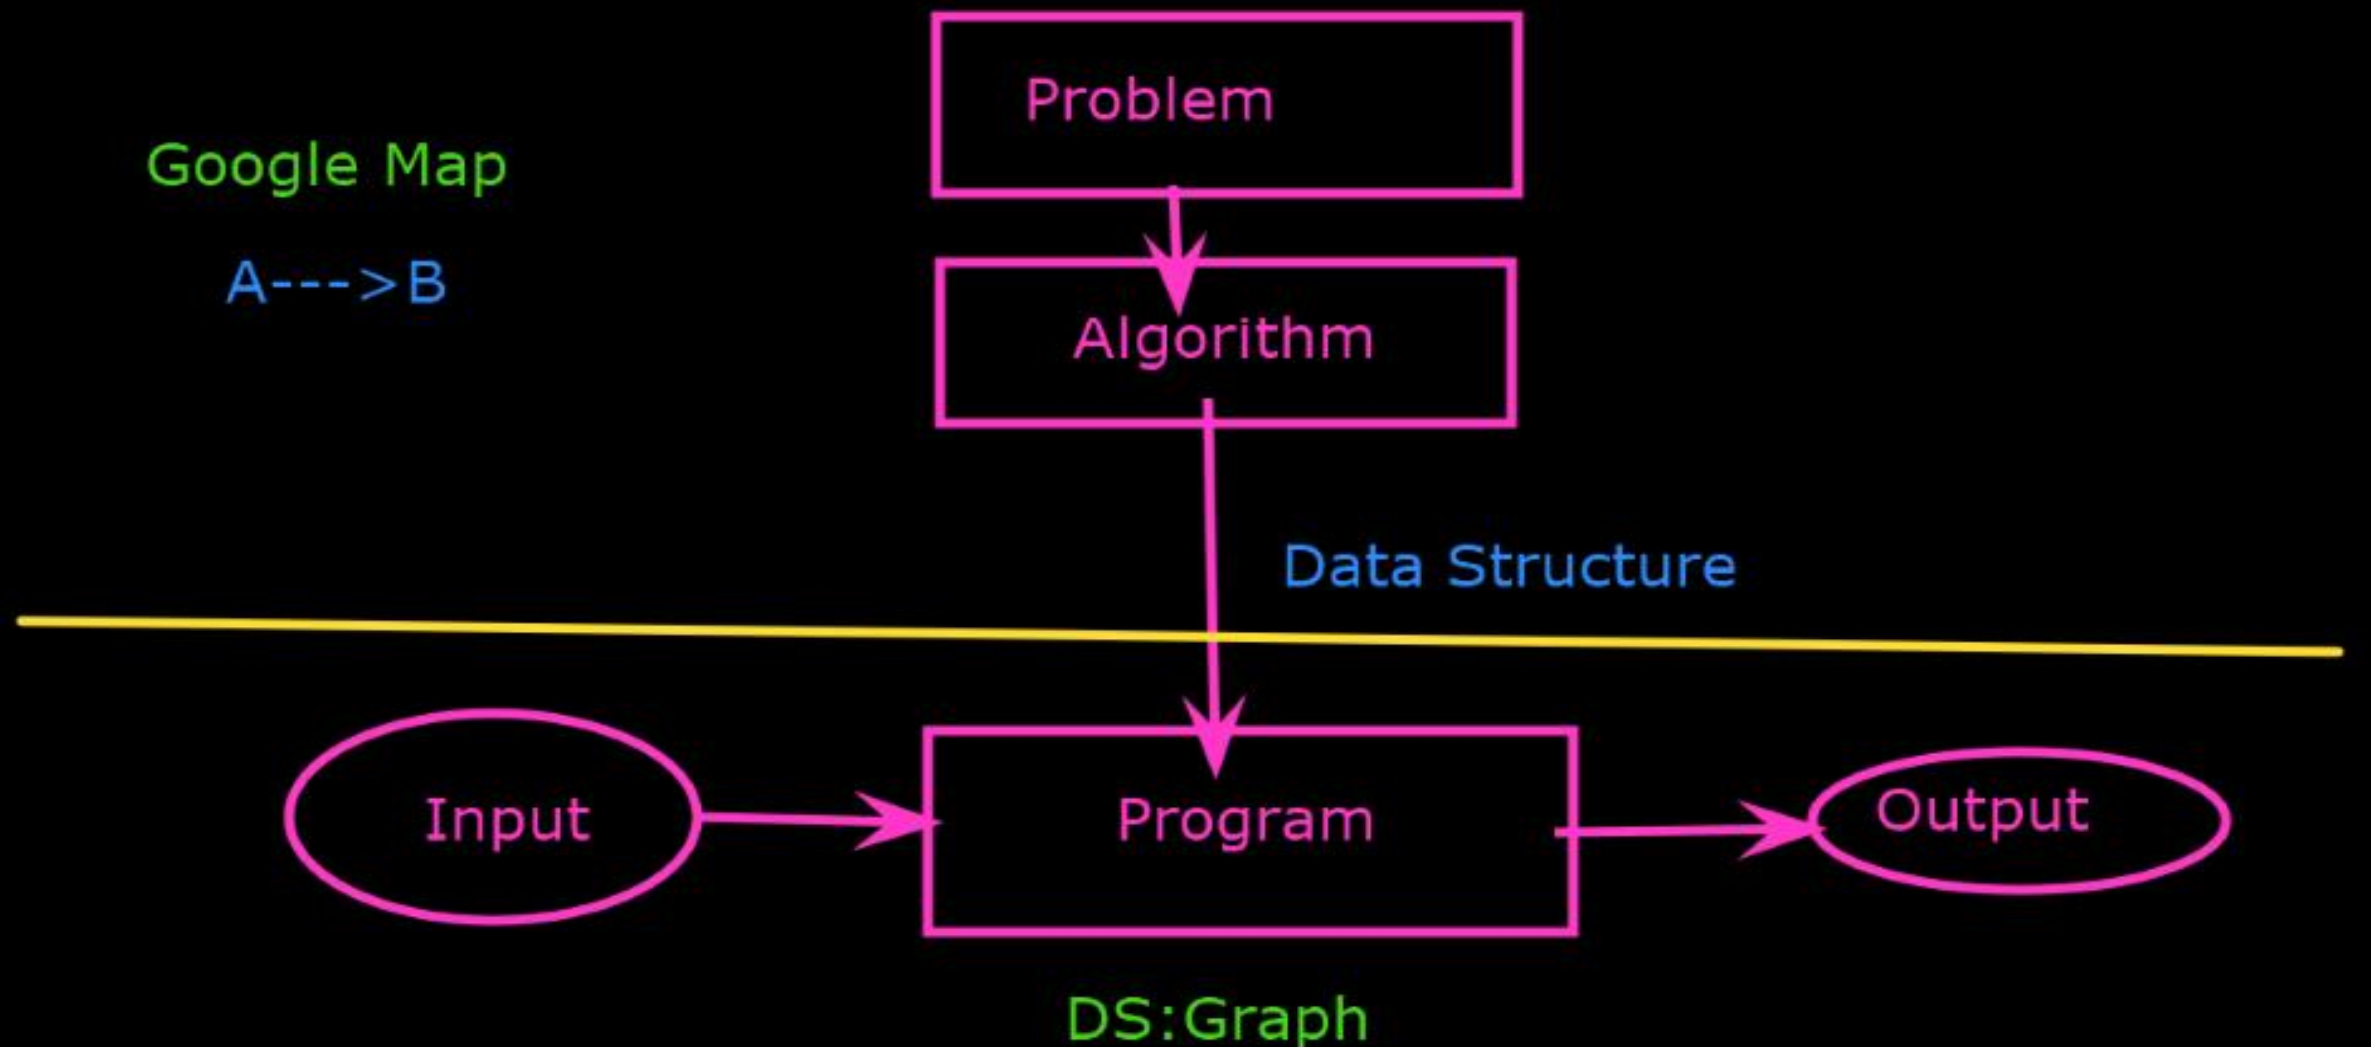 Problem
Google Map
A--->B
Algorithm
Data Structure
Input
Program
Output
DS:Graph